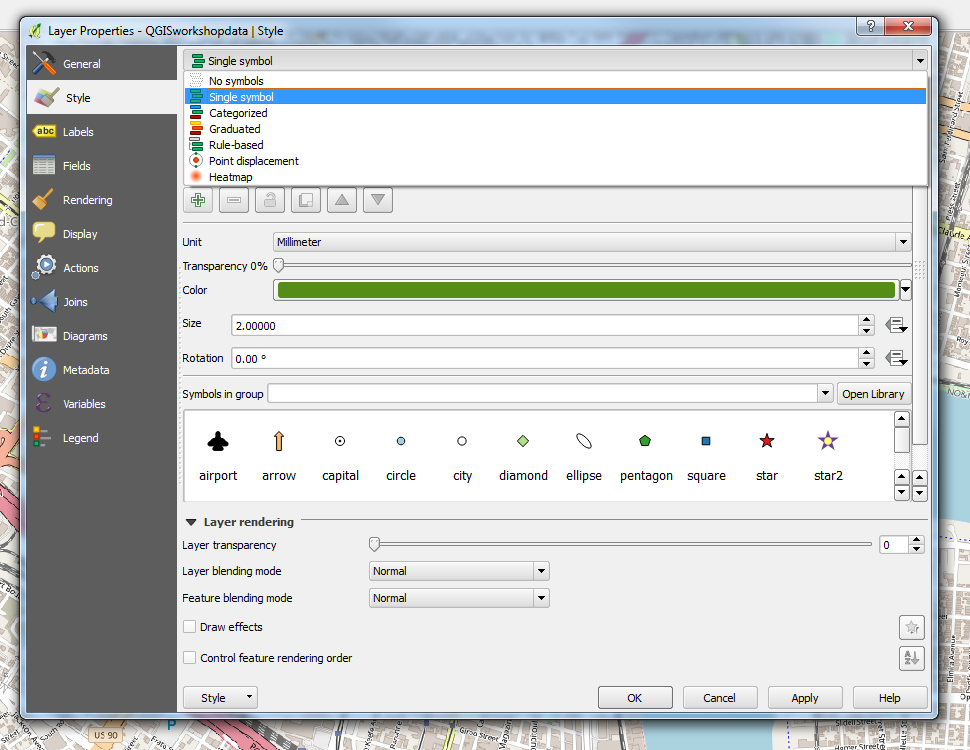 Layer Properties - QGISworkshopdata | Style
?
General
Style
Labels
Fields
Rendering
Display
Actions
Joins
Diagrams
Metadata
Variables
Legend
abc
Single symbol
No symbols
Single symbol
Categorized
Graduated
Rule-based
Point displacement
Heatmap
Unit Millimeter
Transparency 0%
Color
Size 2.00000
Rotation 0.00 °
Symbols in group Open Library
airport arrow capital circle city diamond ellipse pentagon square star star2
Layer rendering
Layer transparency 0
Layer blending mode Normal
Feature blending mode Normal
Draw effects
Control feature rendering order
Style OK Cancel Apply Help
US 90
P